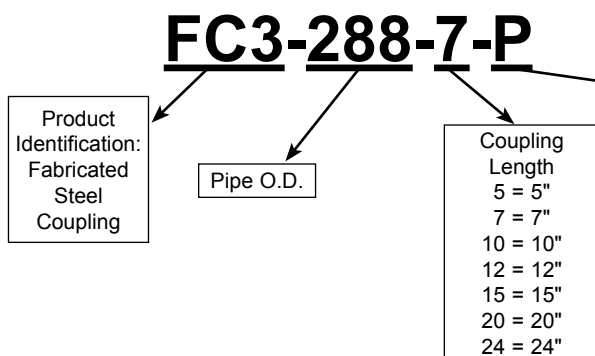 FC3-288-7-P
Product
Identification:
Fabricated
Steel
Coupling
Pipe O.D.
Coupling
Length
5 = 5"
7 = 7"
10 = 10"
12 = 12"
15 = 15"
20 = 20"
24 = 24"